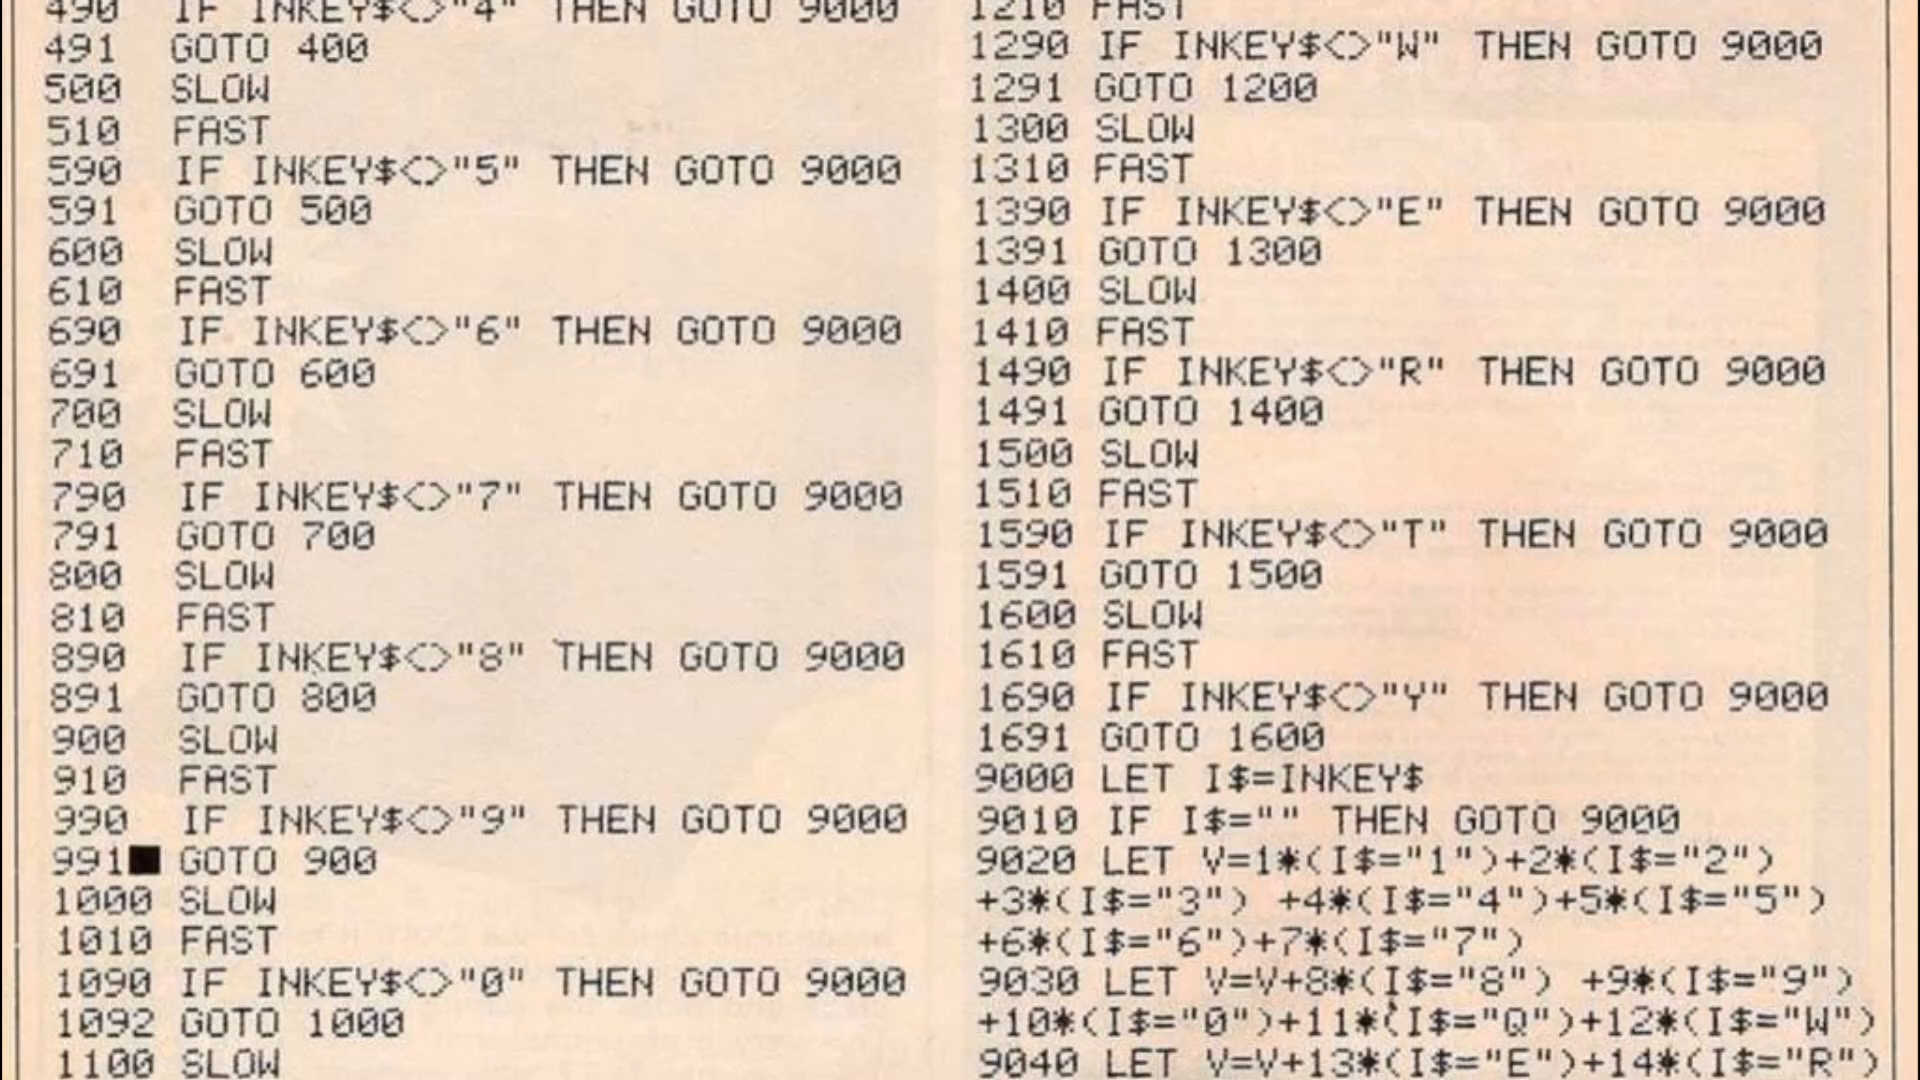 490 IF INKEY$<>"4" THEN GOTO 9000
491 GOTO 400
500 SLOW
510 FAST
590 IF INKEY$<>"5" THEN GOTO 9000
591 GOTO 500
600 SLOW
610 FAST
690 IF INKEY$<>"6" THEN GOTO 9000
691 GOTO 600
700 SLOW
710 FAST
790 IF INKEY$<>"7" THEN GOTO 9000
791 GOTO 700
800 SLOW
810 FAST
890 IF INKEY$<>"8" THEN GOTO 9000
891 GOTO 800
900 SLOW
910 FAST
990 IF INKEY$<>"9" THEN GOTO 9000
991■ GOTO 900
1000 SLOW
1010 FAST
1090 IF INKEY$<>"0" THEN GOTO 9000
1092 GOTO 1000
1100 SLOW
1210 FAST
1290 IF INKEY$<>"W" THEN GOTO 9000
1291 GOTO 1200
1300 SLOW
1310 FAST
1390 IF INKEY$<>"E" THEN GOTO 9000
1391 GOTO 1300
1400 SLOW
1410 FAST
1490 IF INKEY$<>"R" THEN GOTO 9000
1491 GOTO 1400
1500 SLOW
1510 FAST
1590 IF INKEY$<>"T" THEN GOTO 9000
1591 GOTO 1500
1600 SLOW
1610 FAST
1690 IF INKEY$<>"Y" THEN GOTO 9000
1691 GOTO 1600
9000 LET I$=INKEY$
9010 IF I$="" THEN GOTO 9000
9020 LET V=1*(I$="1")+2*(I$="2")
+3*(I$="3") +4*(I$="4")+5*(I$="5")
+6*(I$="6")+7*(I$="7")
9030 LET V=V+8*(I$="8") +9*(I$="9")
+10*(I$="0")+11*(I$="Q")+12*(I$="W")
9040 LET V=V+13*(I$="E")+14*(I$="R")